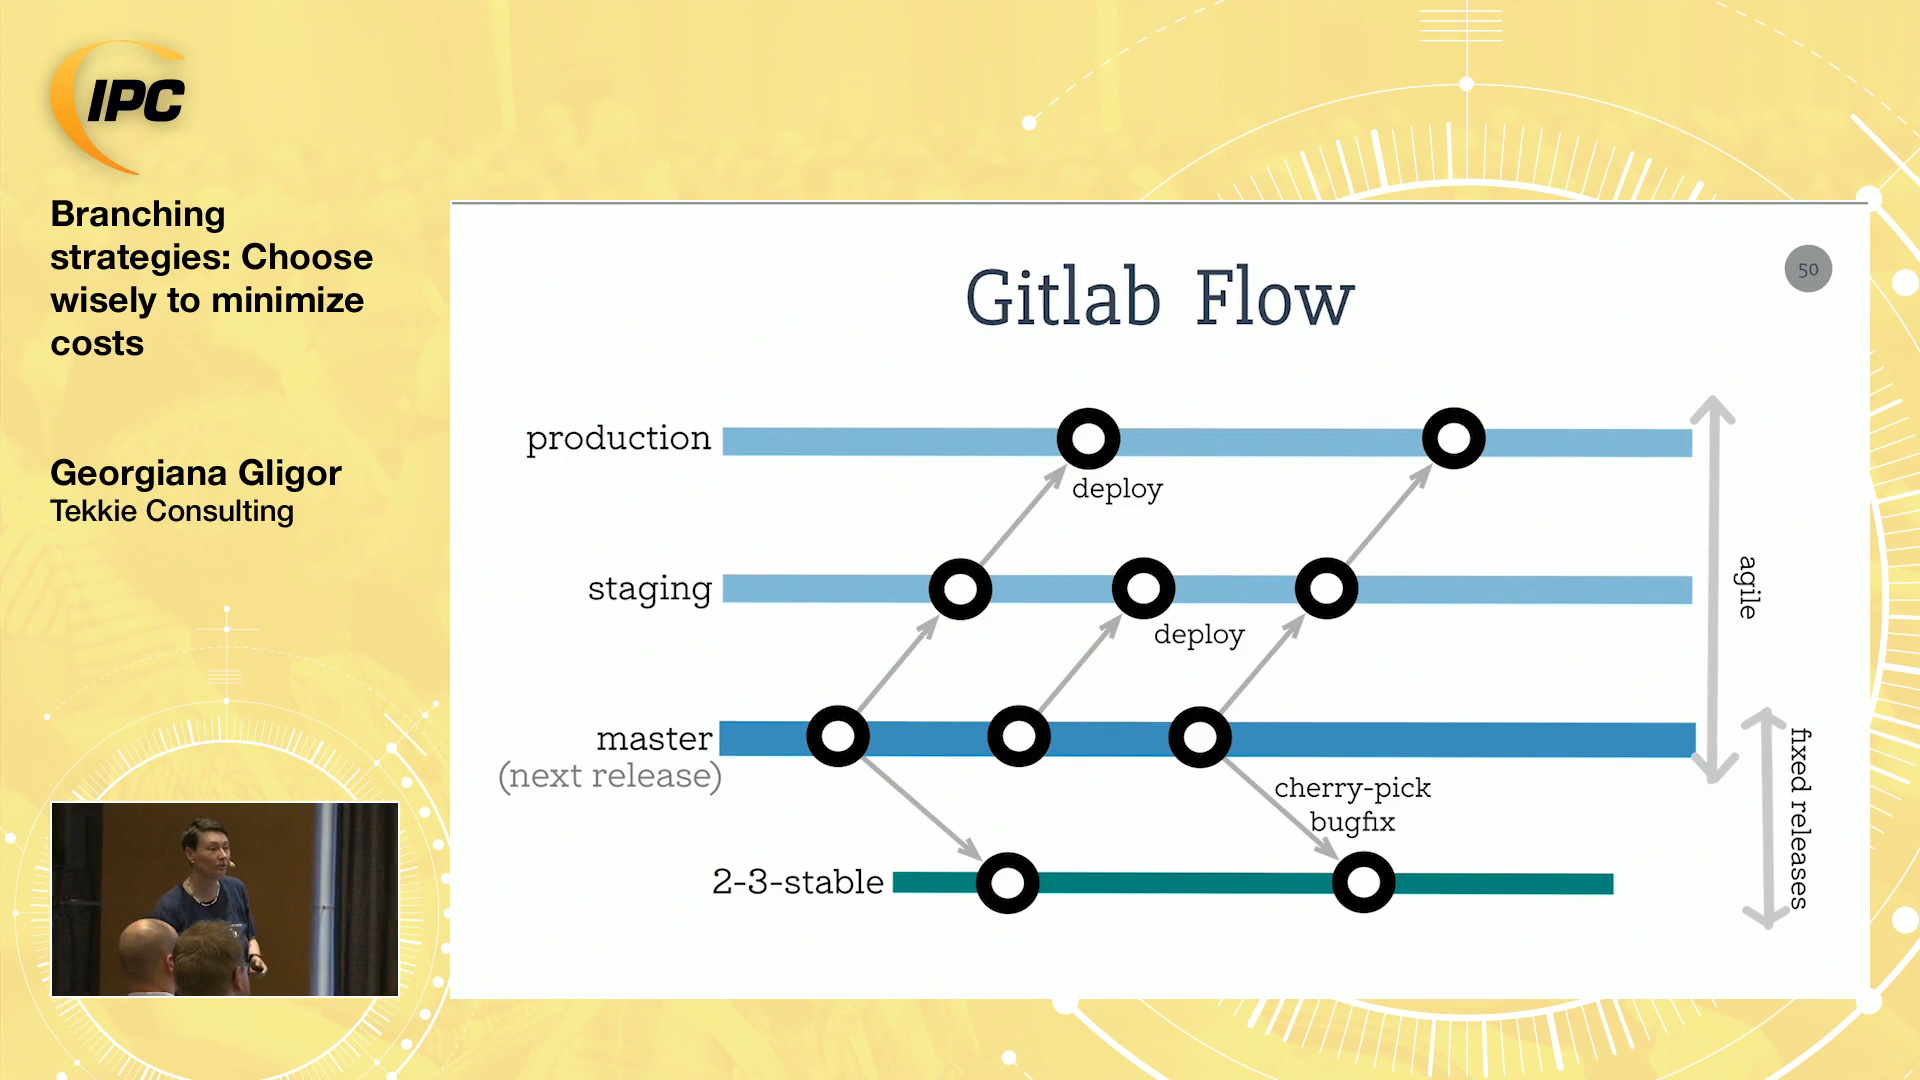 IPC
Branching
strategies: Choose
wisely to minimize
costs
Georgiana Gligor
Tekkie Consulting
Gitlab Flow
50
production
deploy
staging
deploy
agile
master
(next release)
cherry-pick
bugfix
fixed releases
2-3-stable